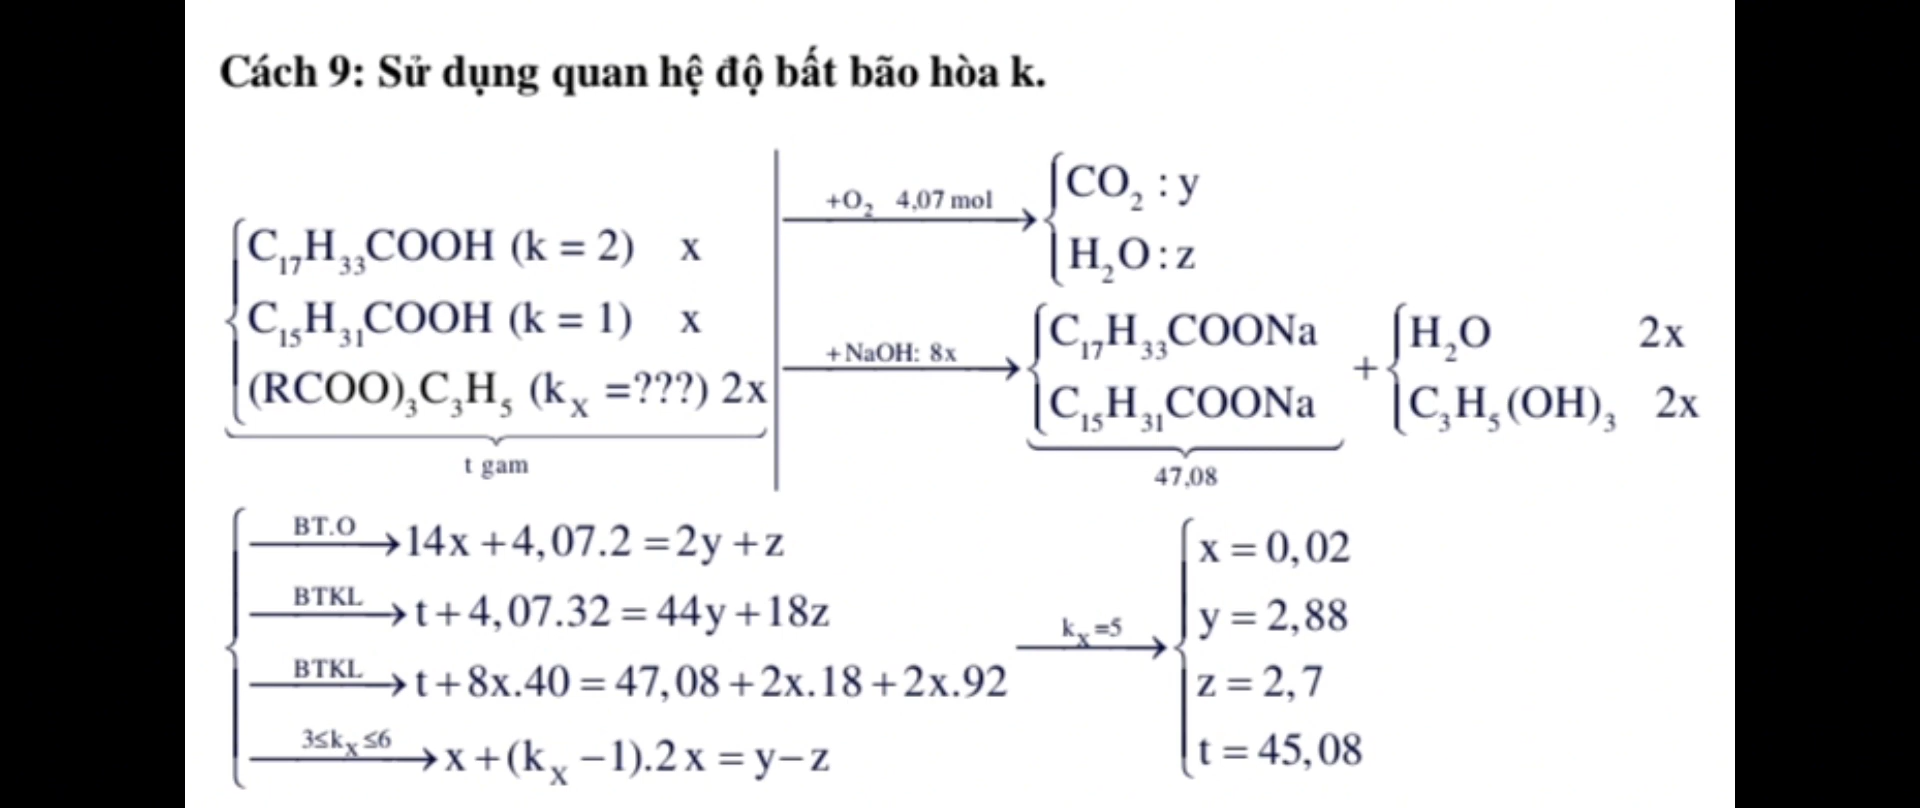 Cách 9: Sử dụng quan hệ độ bất bão hòa k.
C₁₇H₃₃COOH (k = 2) x
C₁₅H₃₁COOH (k = 1) x
(RCOO)₃C₃H₅ (kₓ =???) 2x
t gam
+O₂ 4,07 mol
CO₂ : y
H₂O : z
+NaOH: 8x
C₁₇H₃₃COONa
C₁₅H₃₁COONa
47,08
+
H₂O 2x
C₃H₅(OH)₃ 2x
BT.O 14x + 4,07.2 = 2y + z
BTKL t + 4,07.32 = 44y + 18z
BTKL t + 8x.40 = 47,08 + 2x.18 + 2x.92
3≤kₓ≤6 x + (kₓ − 1).2x = y − z
kₓ=5
x = 0,02
y = 2,88
z = 2,7
t = 45,08